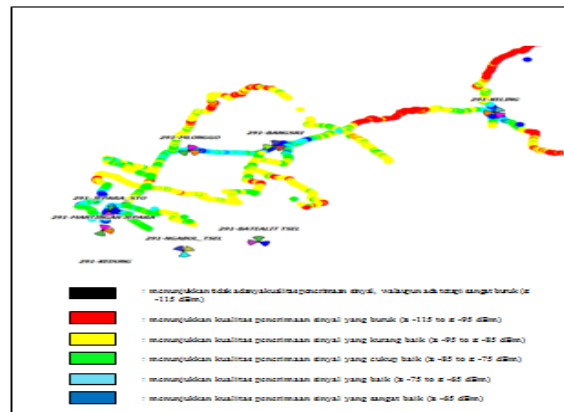 291-KELING
291-MLONGGO
291-BANGSRI
291-JEPARA_KTO
291-MANTINGAN JEPARA
291-BATEALIT TSEL
291-NGABUL_TSEL
291-KEDUNG
: menunjukkan tidak adanya kualitas penerimaan sinyal, walaupun ada tetapi sangat buruk (≤
-115 dBm)
: menunjukkan kualitas penerimaan sinyal yang buruk (≥ -115 to ≤ -95 dBm)
: menunjukkan kualitas penerimaan sinyal yang kurang baik (≥ -95 to ≤ -85 dBm)
: menunjukkan kualitas penerimaan sinyal yang cukup baik (≥ -85 to ≤ -75 dBm)
: menunjukkan kualitas penerimaan sinyal yang baik (≥ -75 to ≤ -65 dBm)
: menunjukkan kualitas penerimaan sinyal yang sangat baik (≥ -65 dBm)